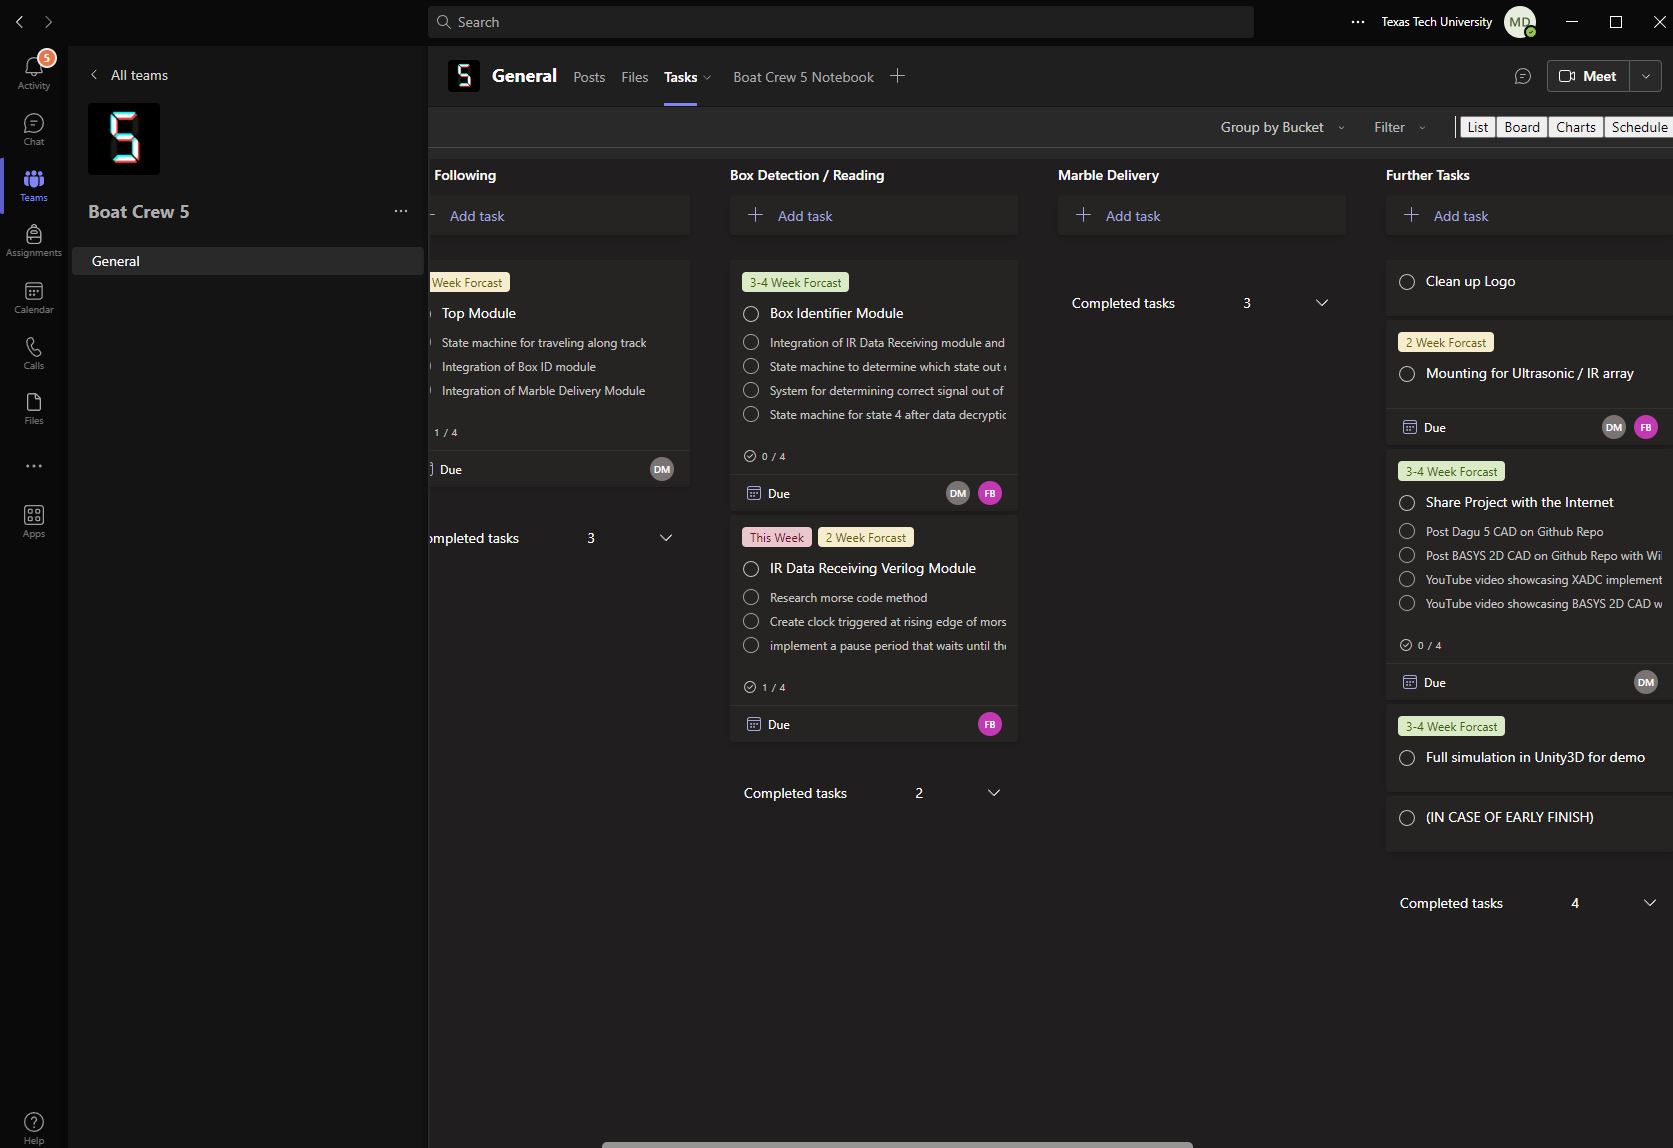 Search
Texas Tech University
MD
5
Activity
Chat
Teams
Assignments
Calendar
Calls
Files
Apps
Help
All teams
5
Boat Crew 5
General
5
General
Posts
Files
Tasks
Boat Crew 5 Notebook
Meet
Group by Bucket
Filter
List
Board
Charts
Schedule
Following
Add task
Week Forcast
Top Module
State machine for traveling along track
Integration of Box ID module
Integration of Marble Delivery Module
1 / 4
Due
DM
ompleted tasks 3
Box Detection / Reading
Add task
3-4 Week Forcast
Box Identifier Module
Integration of IR Data Receiving module and
State machine to determine which state out
System for determining correct signal out of
State machine for state 4 after data decryptic
0 / 4
Due
DM
FB
This Week
2 Week Forcast
IR Data Receiving Verilog Module
Research morse code method
Create clock triggered at rising edge of mors
implement a pause period that waits until the
1 / 4
Due
FB
Completed tasks 2
Marble Delivery
Add task
Completed tasks 3
Further Tasks
Add task
Clean up Logo
2 Week Forcast
Mounting for Ultrasonic / IR array
Due
DM
FB
3-4 Week Forcast
Share Project with the Internet
Post Dagu 5 CAD on Github Repo
Post BASYS 2D CAD on Github Repo with Wi
YouTube video showcasing XADC implement
YouTube video showcasing BASYS 2D CAD w
0 / 4
Due
DM
3-4 Week Forcast
Full simulation in Unity3D for demo
(IN CASE OF EARLY FINISH)
Completed tasks 4